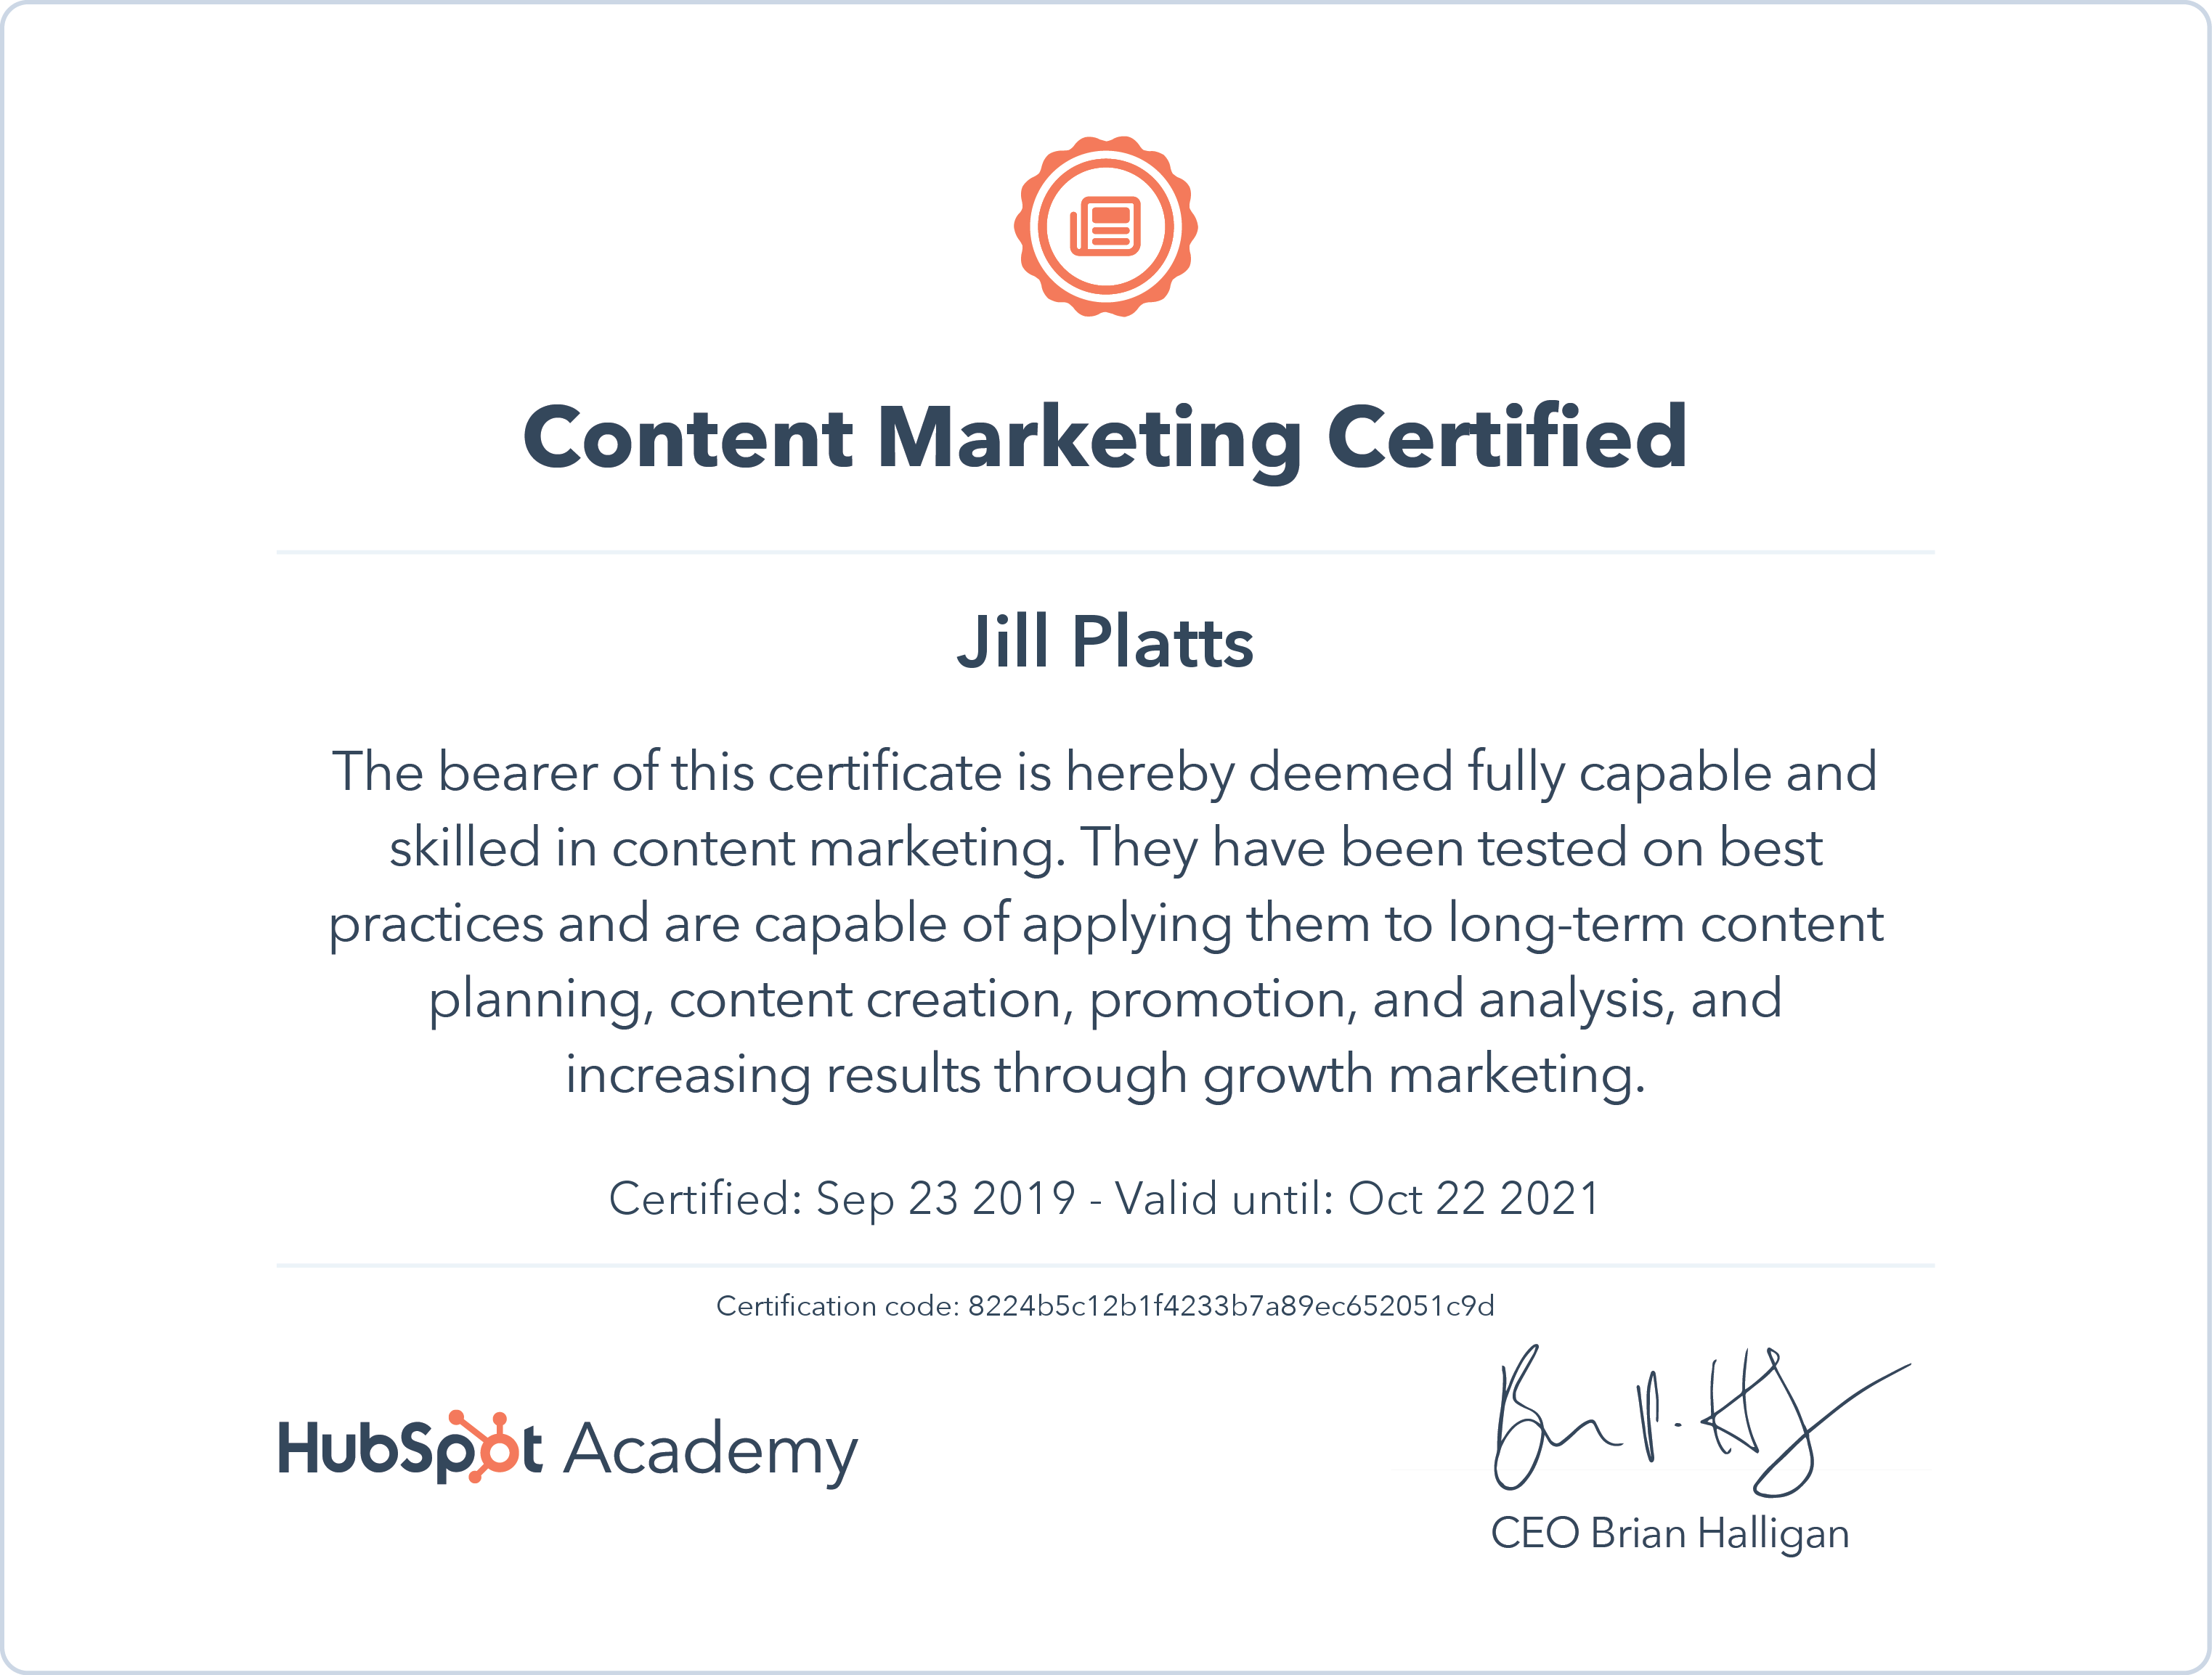 Content Marketing Certified
Jill Platts
The bearer of this certificate is hereby deemed fully capable and
skilled in content marketing. They have been tested on best
practices and are capable of applying them to long-term content
planning, content creation, promotion, and analysis, and
increasing results through growth marketing.
Certified: Sep 23 2019 - Valid until: Oct 22 2021
Certification code: 8224b5c12b1f4233b7a89ec652051c9d
HubSpot Academy
CEO Brian Halligan